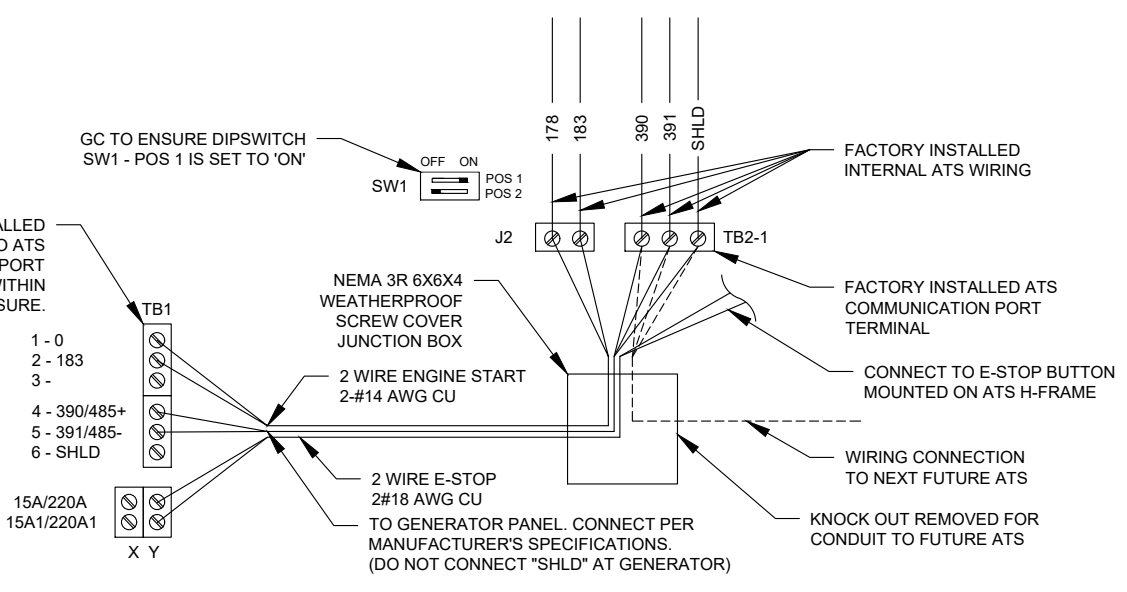 178
183
390
391
SHLD
GC TO ENSURE DIPSWITCH
SW1 - POS 1 IS SET TO 'ON'
OFF ON
SW1
POS 1
POS 2
FACTORY INSTALLED
INTERNAL ATS WIRING
J2
TB2-1
ALLED
O ATS
PORT
WITHIN
SURE.
TB1
NEMA 3R 6X6X4
WEATHERPROOF
SCREW COVER
JUNCTION BOX
FACTORY INSTALLED ATS
COMMUNICATION PORT
TERMINAL
1 - 0
2 - 183
3 -
4 - 390/485+
5 - 391/485-
6 - SHLD
2 WIRE ENGINE START
2-#14 AWG CU
CONNECT TO E-STOP BUTTON
MOUNTED ON ATS H-FRAME
WIRING CONNECTION
TO NEXT FUTURE ATS
2 WIRE E-STOP
2#18 AWG CU
15A/220A
15A1/220A1
X Y
TO GENERATOR PANEL. CONNECT PER
MANUFACTURER'S SPECIFICATIONS.
(DO NOT CONNECT "SHLD" AT GENERATOR)
KNOCK OUT REMOVED FOR
CONDUIT TO FUTURE ATS